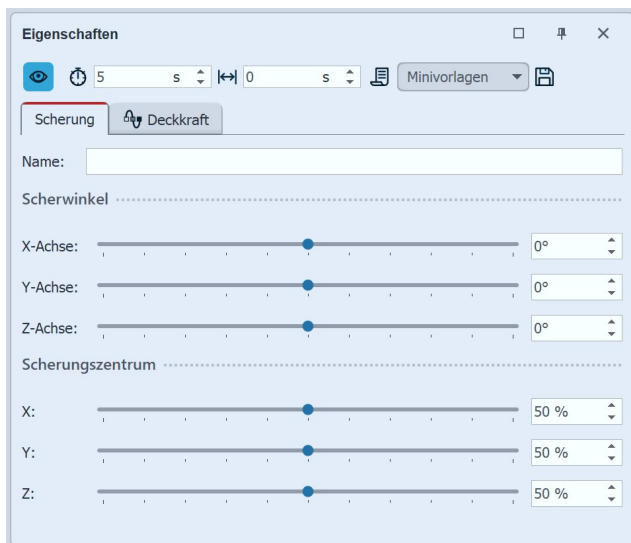 Eigenschaften
5 s 0 s Minivorlagen
Scherung Deckkraft
Name:
Scherwinkel
X-Achse: 0°
Y-Achse: 0°
Z-Achse: 0°
Scherungszentrum
X: 50 %
Y: 50 %
Z: 50 %